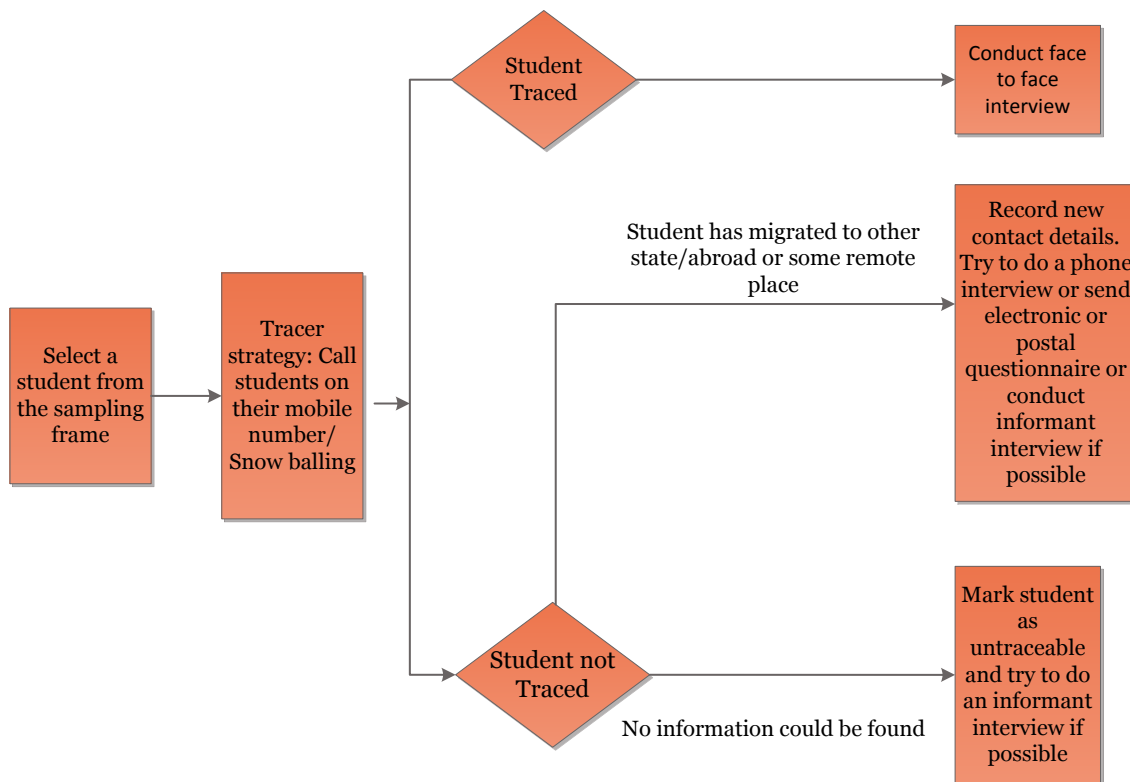 Student
Traced
Conduct face
to face
interview
Student has migrated to other
state/abroad or some remote
place
Record new
contact details.
Try to do a phone
interview or send
electronic or
postal
questionnaire or
conduct
informant
interview if
possible
Select a
student from
the sampling
frame
Tracer
strategy: Call
students on
their mobile
number/
Snow balling
Student not
Traced
No information could be found
Mark student
as
untraceable
and try to do
an informant
interview if
possible